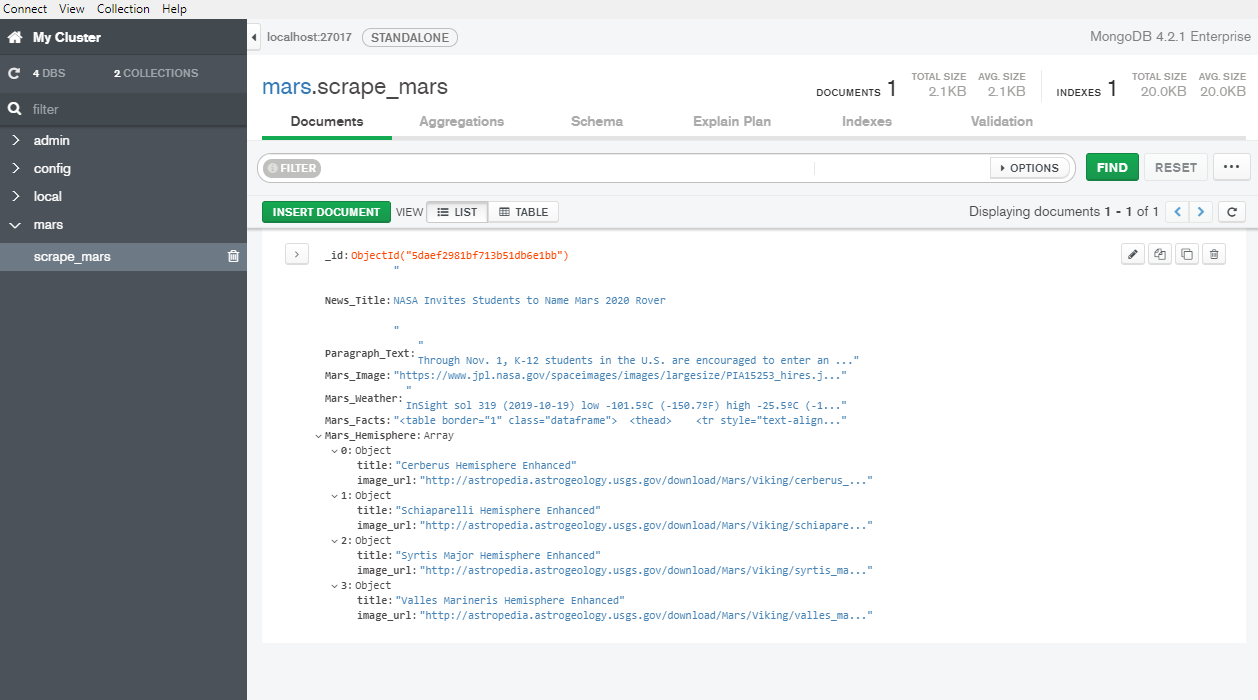 Connect View Collection Help
My Cluster
4 DBS 2 COLLECTIONS
filter
admin
config
local
mars
scrape_mars
localhost:27017 STANDALONE MongoDB 4.2.1 Enterprise
mars.scrape_mars
DOCUMENTS 1 TOTAL SIZE 2.1KB AVG. SIZE 2.1KB INDEXES 1 TOTAL SIZE 20.0KB AVG. SIZE 20.0KB
Documents Aggregations Schema Explain Plan Indexes Validation
FILTER OPTIONS FIND RESET ...
INSERT DOCUMENT VIEW LIST TABLE Displaying documents 1 - 1 of 1
_id: ObjectId("5daef2981bf713b51db6e1bb")
"
News_Title: NASA Invites Students to Name Mars 2020 Rover
"
"
Paragraph_Text: Through Nov. 1, K-12 students in the U.S. are encouraged to enter an ..."
Mars_Image: "https://www.jpl.nasa.gov/spaceimages/images/largesize/PIA15253_hires.j..."
"
Mars_Weather: InSight sol 319 (2019-10-19) low -101.5ºC (-150.7ºF) high -25.5ºC (-1..."
Mars_Facts: "<table border="1" class="dataframe"> <thead> <tr style="text-align..."
Mars_Hemisphere: Array
0: Object
title: "Cerberus Hemisphere Enhanced"
image_url: "http://astropedia.astrogeology.usgs.gov/download/Mars/Viking/cerberus_..."
1: Object
title: "Schiaparelli Hemisphere Enhanced"
image_url: "http://astropedia.astrogeology.usgs.gov/download/Mars/Viking/schiapare..."
2: Object
title: "Syrtis Major Hemisphere Enhanced"
image_url: "http://astropedia.astrogeology.usgs.gov/download/Mars/Viking/syrtis_ma..."
3: Object
title: "Valles Marineris Hemisphere Enhanced"
image_url: "http://astropedia.astrogeology.usgs.gov/download/Mars/Viking/valles_ma..."